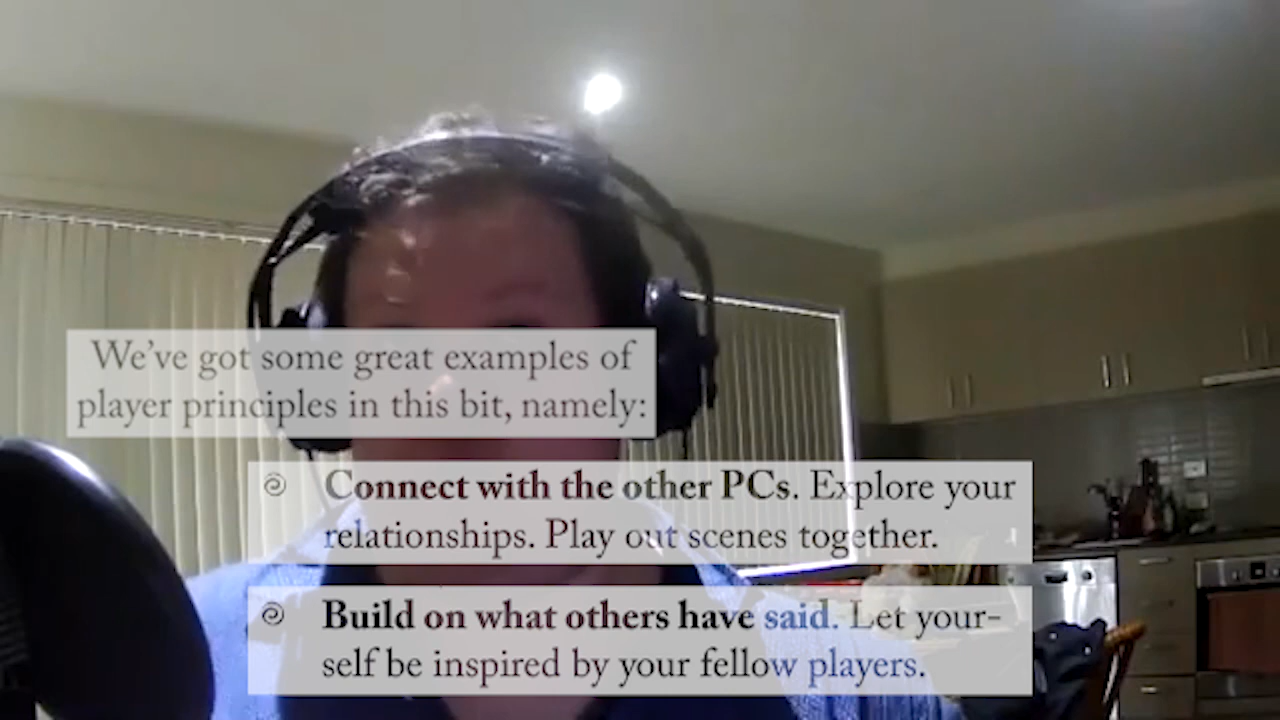 We've got some great examples of
player principles in this bit, namely:
Connect with the other PCs. Explore your
relationships. Play out scenes together.
Build on what others have said. Let your-
self be inspired by your fellow players.